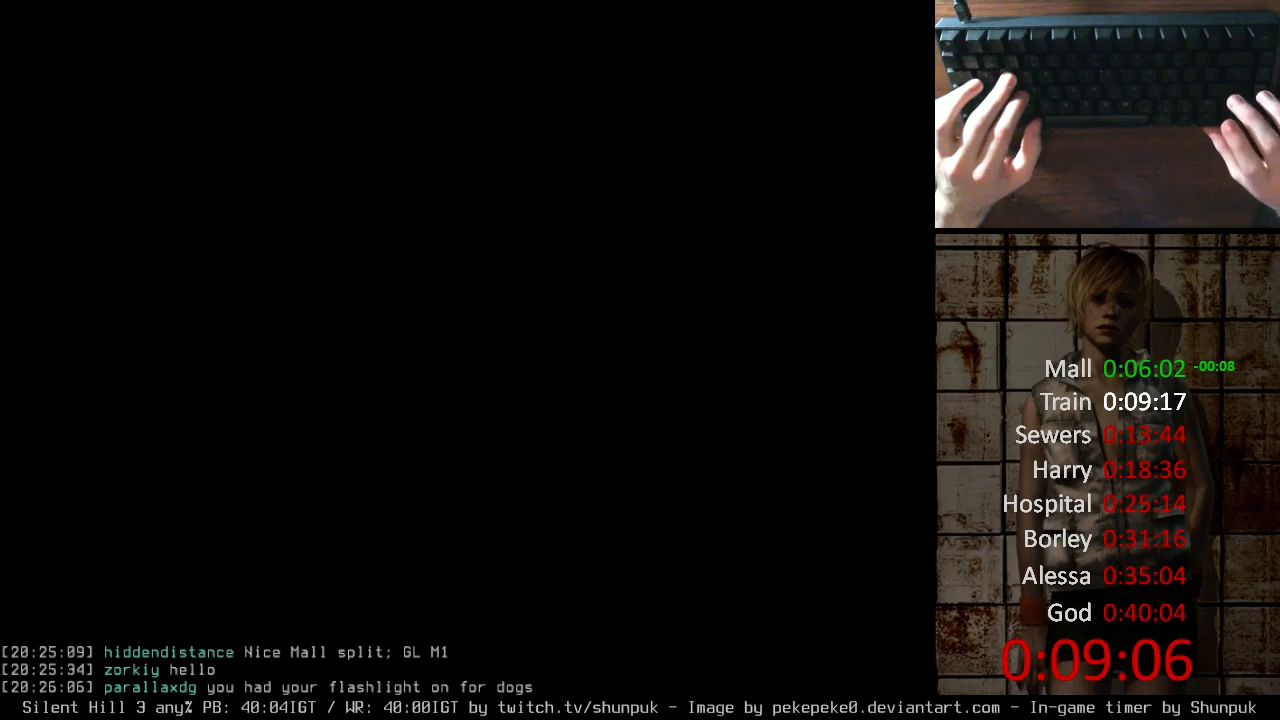 Mall 0:06:02 -00:08
Train 0:09:17
Sewers 0:13:44
Harry 0:18:36
Hospital 0:25:14
Borley 0:31:16
Alessa 0:35:04
God 0:40:04
0:09:06
[20:25:09] hiddendistance Nice Mall split; GL M1
[20:25:34] zorkiy hello
[20:26:06] parallaxdg you had your flashlight on for dogs
Silent Hill 3 any% PB: 40:04IGT / WR: 40:00IGT by twitch.tv/shunpuk - Image by pekepeke0.deviantart.com - In-game timer by Shunpuk